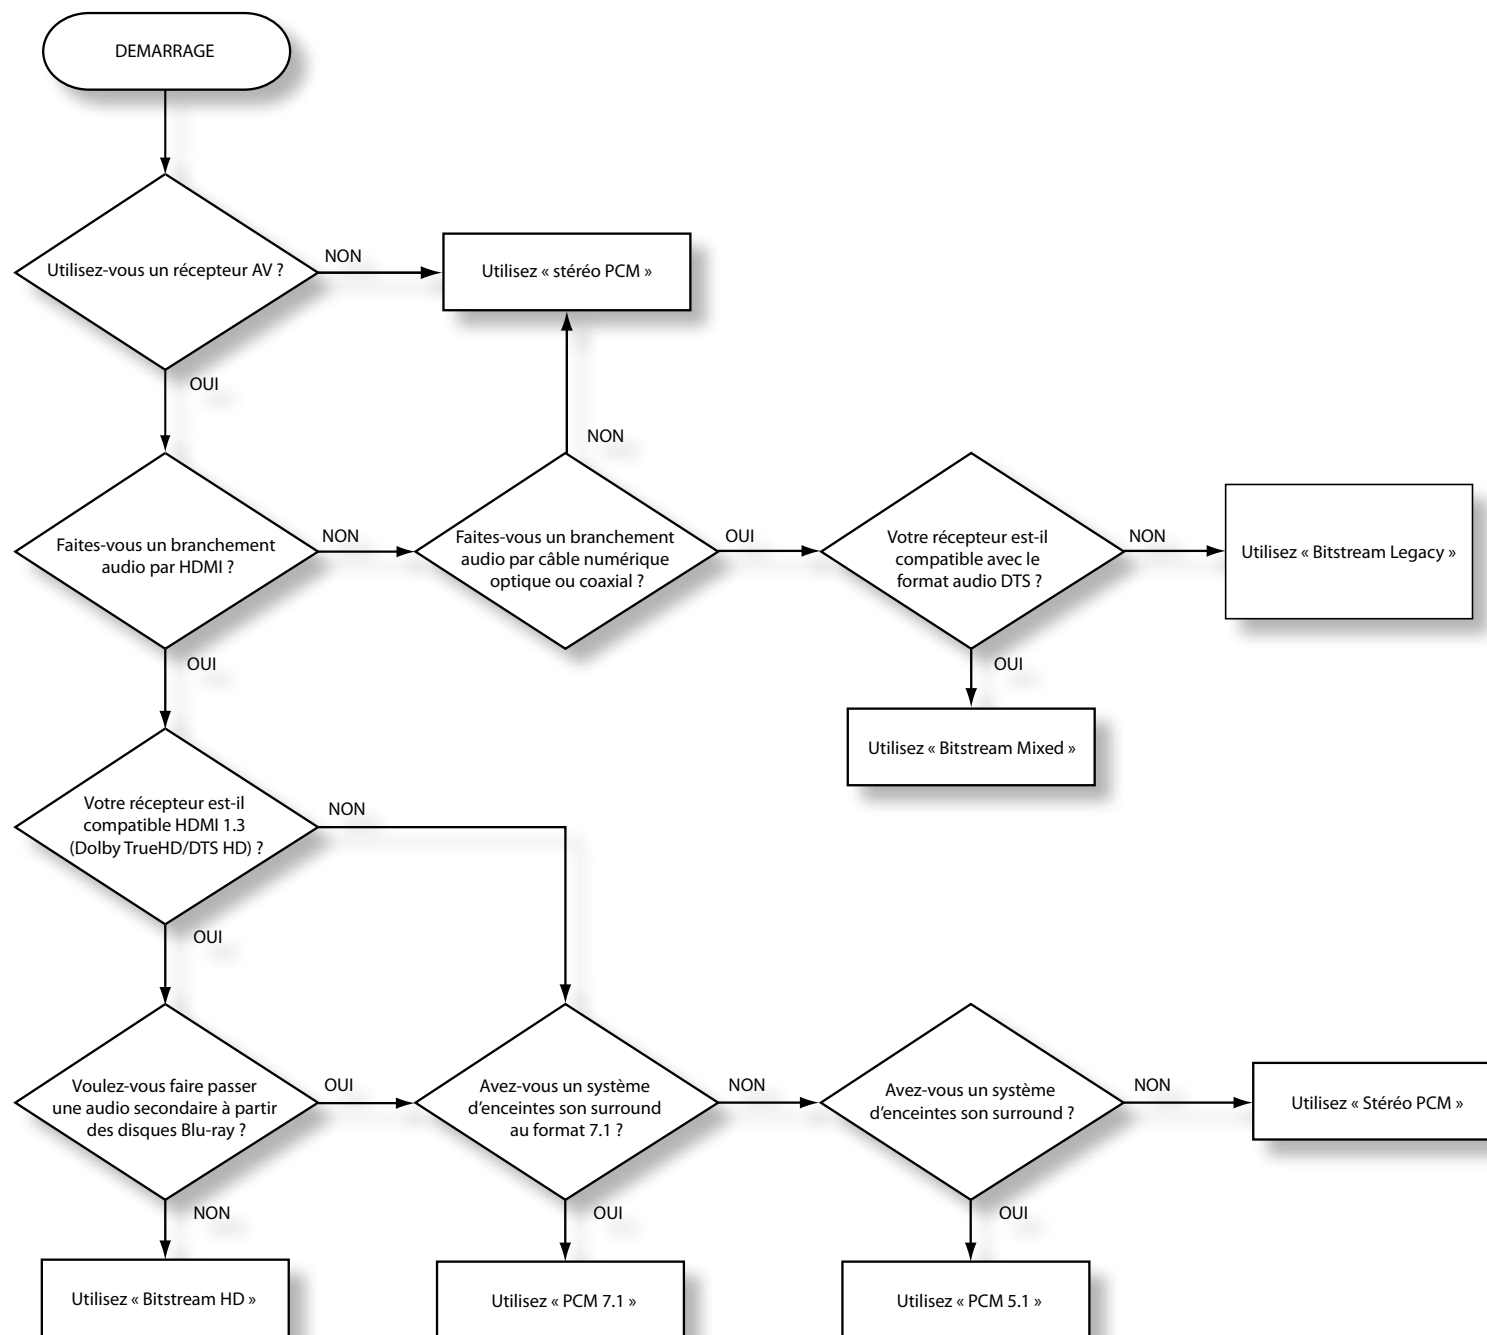 DEMARRAGE
Utilisez-vous un récepteur AV ?
NON
Utilisez « stéréo PCM »
OUI
NON
Faites-vous un branchement
audio par HDMI ?
NON
Faites-vous un branchement
audio par câble numérique
optique ou coaxial ?
OUI
Votre récepteur est-il
compatible avec le
format audio DTS ?
NON
Utilisez « Bitstream Legacy »
OUI
OUI
Utilisez « Bitstream Mixed »
Votre récepteur est-il
compatible HDMI 1.3
(Dolby TrueHD/DTS HD) ?
NON
OUI
Voulez-vous faire passer
une audio secondaire à partir
des disques Blu-ray ?
OUI
Avez-vous un système
d'enceintes son surround
au format 7.1 ?
NON
Avez-vous un système
d'enceintes son surround ?
NON
Utilisez « Stéréo PCM »
NON
OUI
OUI
Utilisez « Bitstream HD »
Utilisez « PCM 7.1 »
Utilisez « PCM 5.1 »